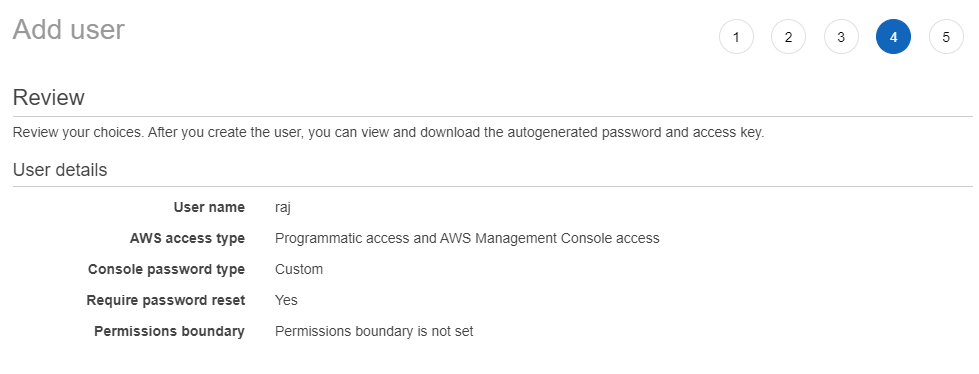 Add user
1 2 3 4 5
Review
Review your choices. After you create the user, you can view and download the autogenerated password and access key.
User details
User name raj
AWS access type Programmatic access and AWS Management Console access
Console password type Custom
Require password reset Yes
Permissions boundary Permissions boundary is not set